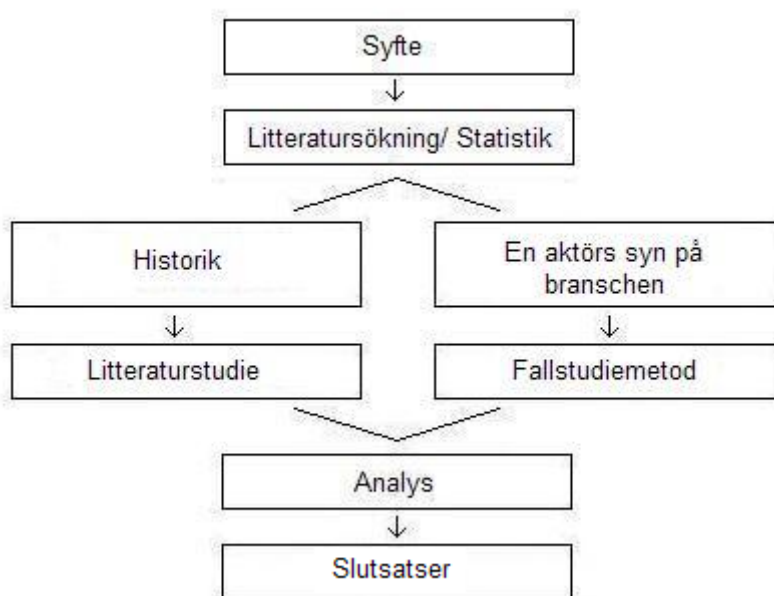 Syfte
Litteratursökning/ Statistik
Historik
En aktörs syn på
branschen
Litteraturstudie
Fallstudiemetod
Analys
Slutsatser